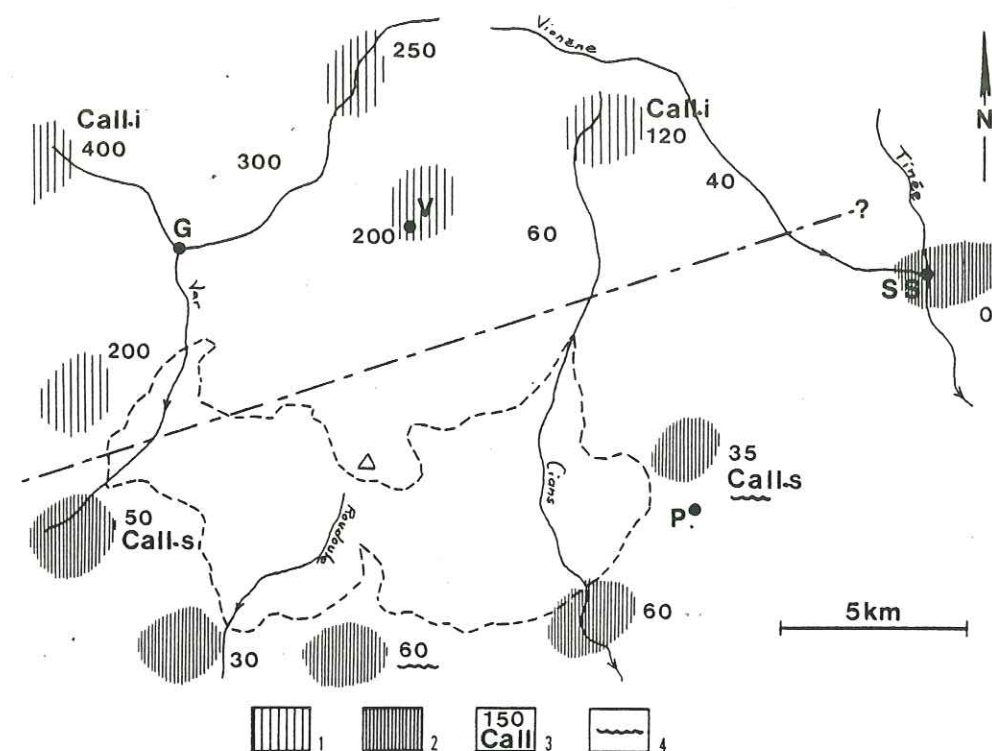 Vionène
250
Call.i
400
300
Call.i
120
N
Tinée
40
V
200
G
60
?
Var
S S
0
200
35
Call.s
Cians
P
50
Call.s
Roudoule
60
5km
30
60
1
2
150
Call
3
4